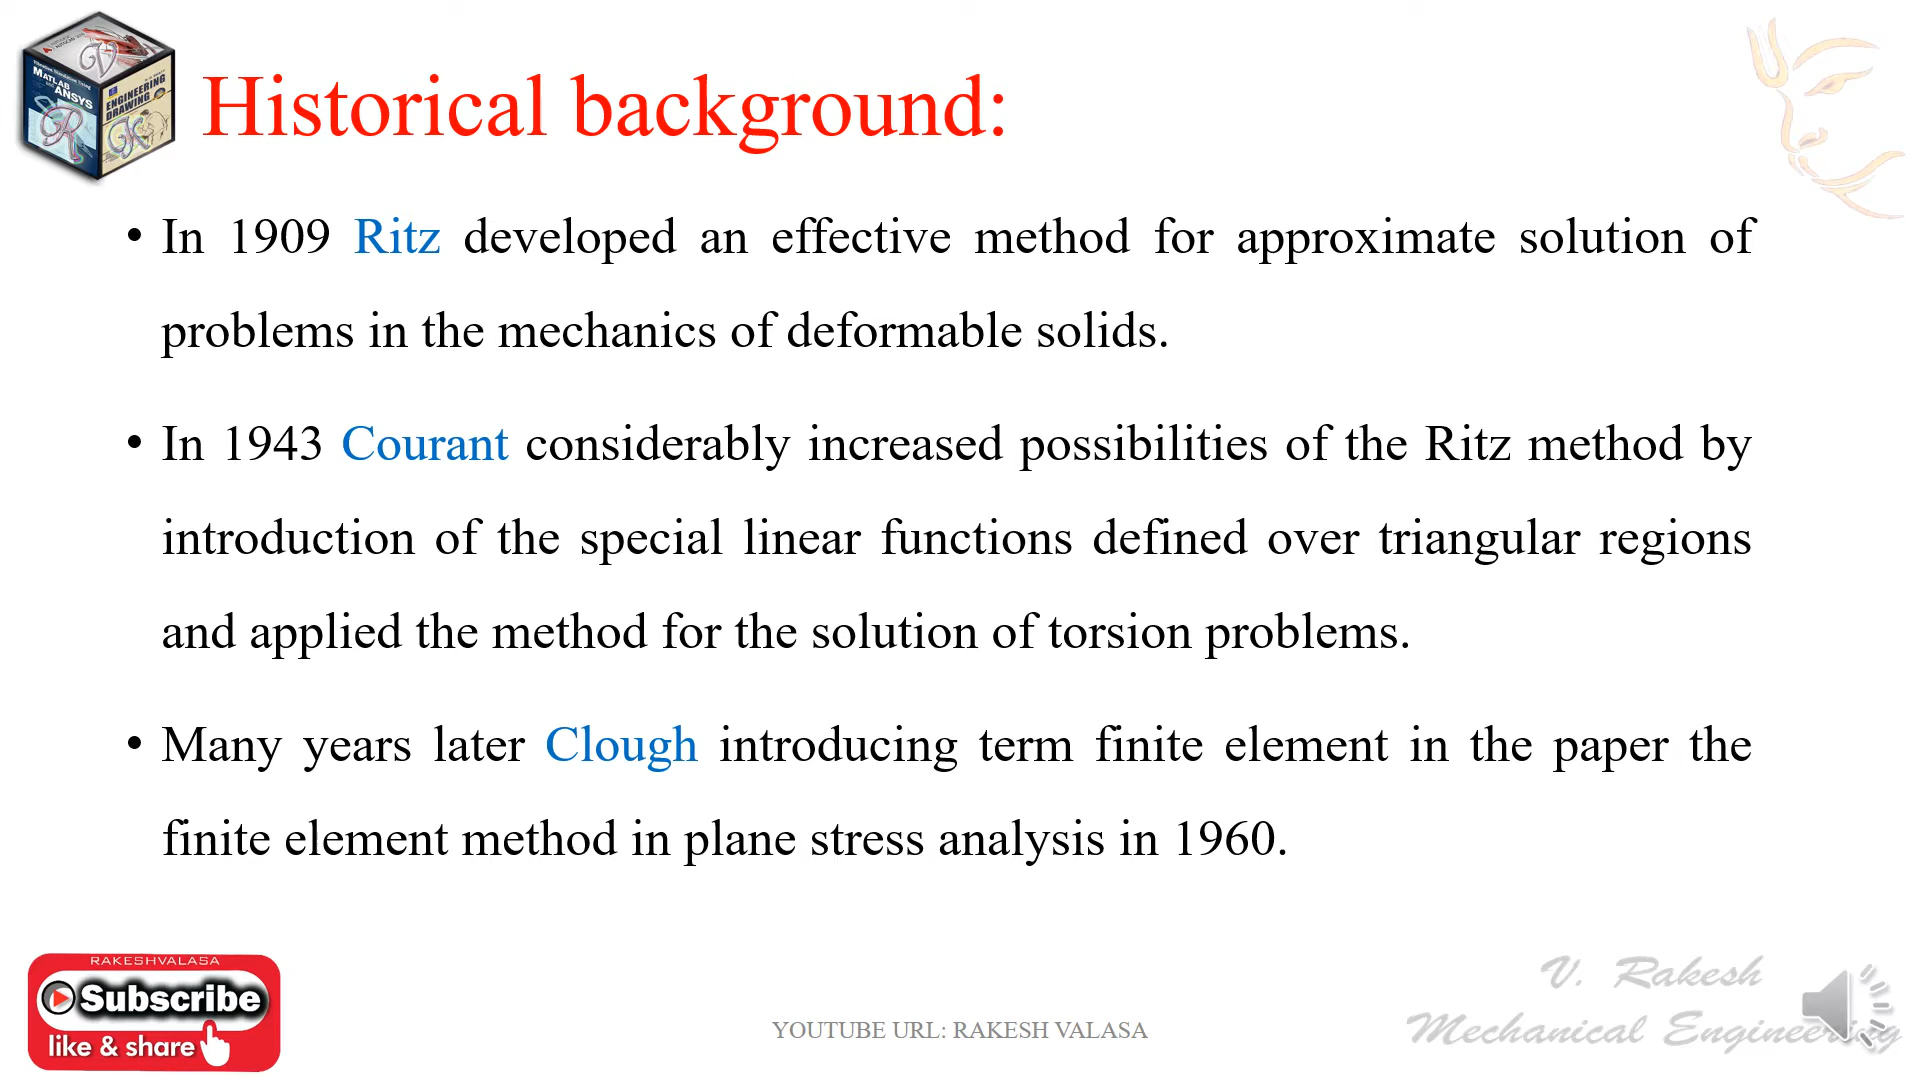 MATLAB
ANSYS
ENGINEERING
DRAWING
Historical background:
• In 1909 Ritz developed an effective method for approximate solution of
problems in the mechanics of deformable solids.
• In 1943 Courant considerably increased possibilities of the Ritz method by
introduction of the special linear functions defined over triangular regions
and applied the method for the solution of torsion problems.
• Many years later Clough introducing term finite element in the paper the
finite element method in plane stress analysis in 1960.
RAKESHVALASA
Subscribe
like & share
YOUTUBE URL: RAKESH VALASA
V. Rakesh
Mechanical Engineering